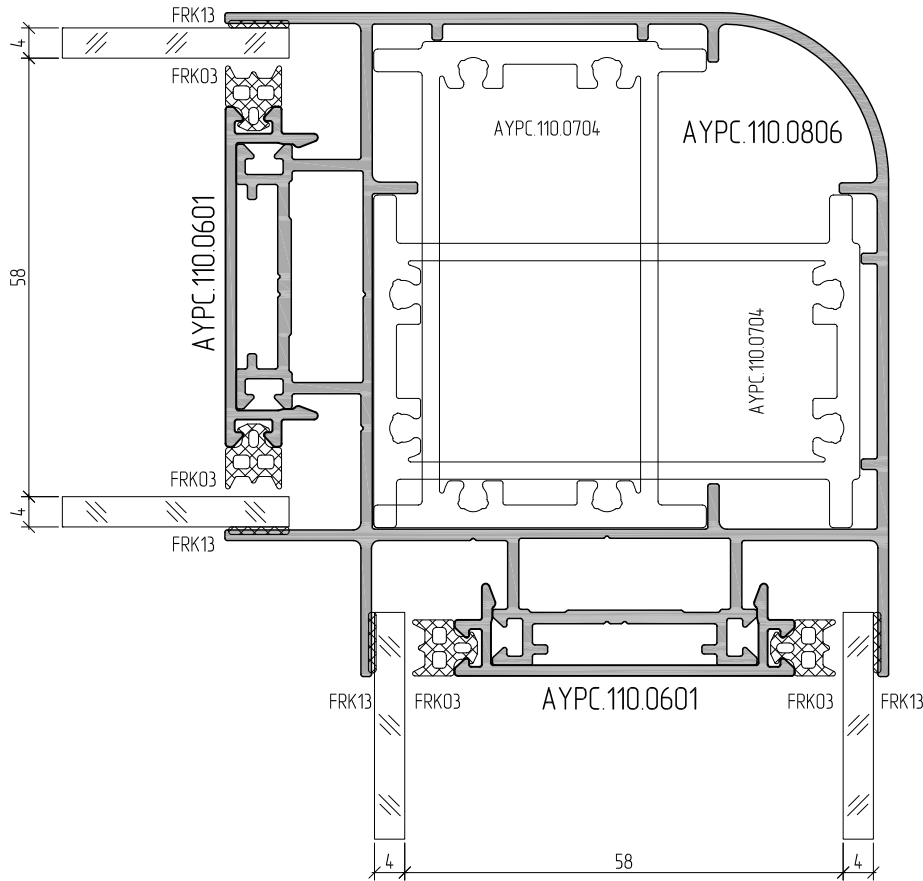 FRK13
4
FRK03
AYPC.110.0704
AYPC.110.0806
AYPC.110.0601
58
AYPC.110.0704
FRK03
4
FRK13
FRK13
FRK03
AYPC.110.0601
FRK03
FRK13
4
58
4